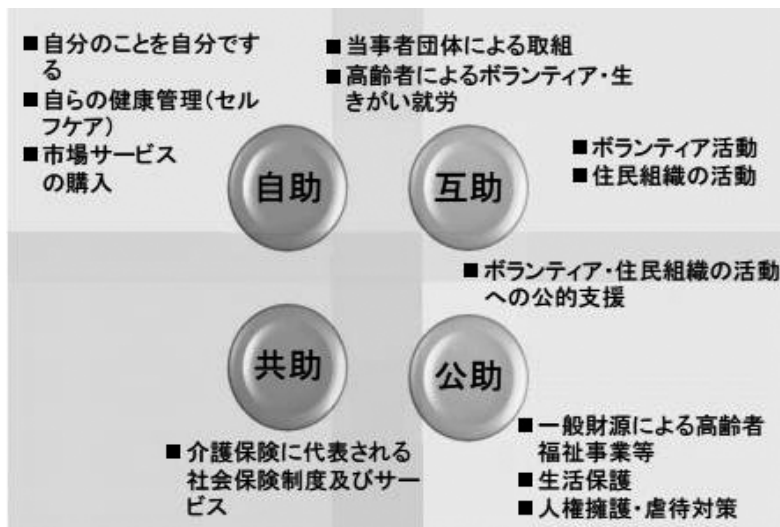 ■自分のことを自分です
る
■自らの健康管理(セル
フケア)
■市場サービス
の購入
■当事者団体による取組
■高齢者によるボランティア・生
きがい就労
自助
互助
■ボランティア活動
■住民組織の活動
■ボランティア・住民組織の活動
への公的支援
共助
公助
■介護保険に代表される
社会保険制度及びサー
ビス
■一般財源による高齢者
福祉事業等
■生活保護
■人権擁護・虐待対策